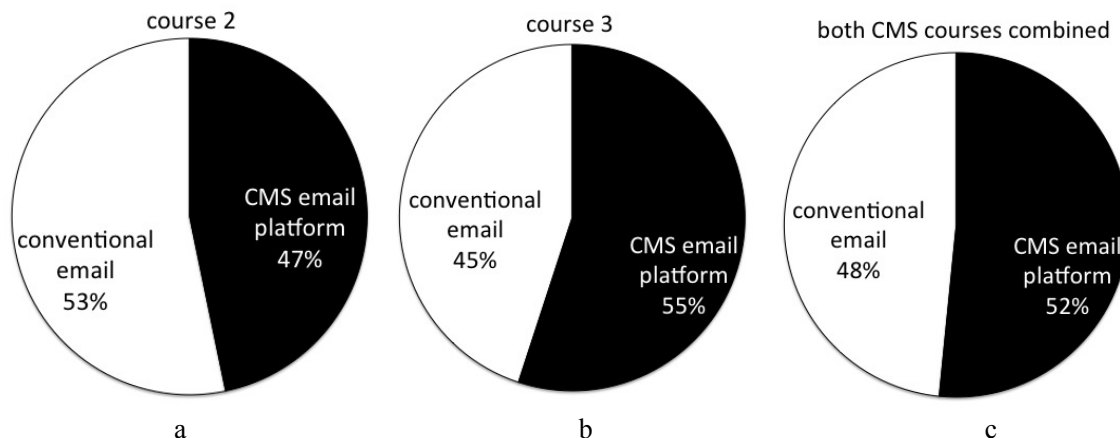 course 2
CMS email
platform
47%
conventional
email
53%
a
course 3
conventional
email
45%
CMS email
platform
55%
b
both CMS courses combined
conventional
email
48%
CMS email
platform
52%
c